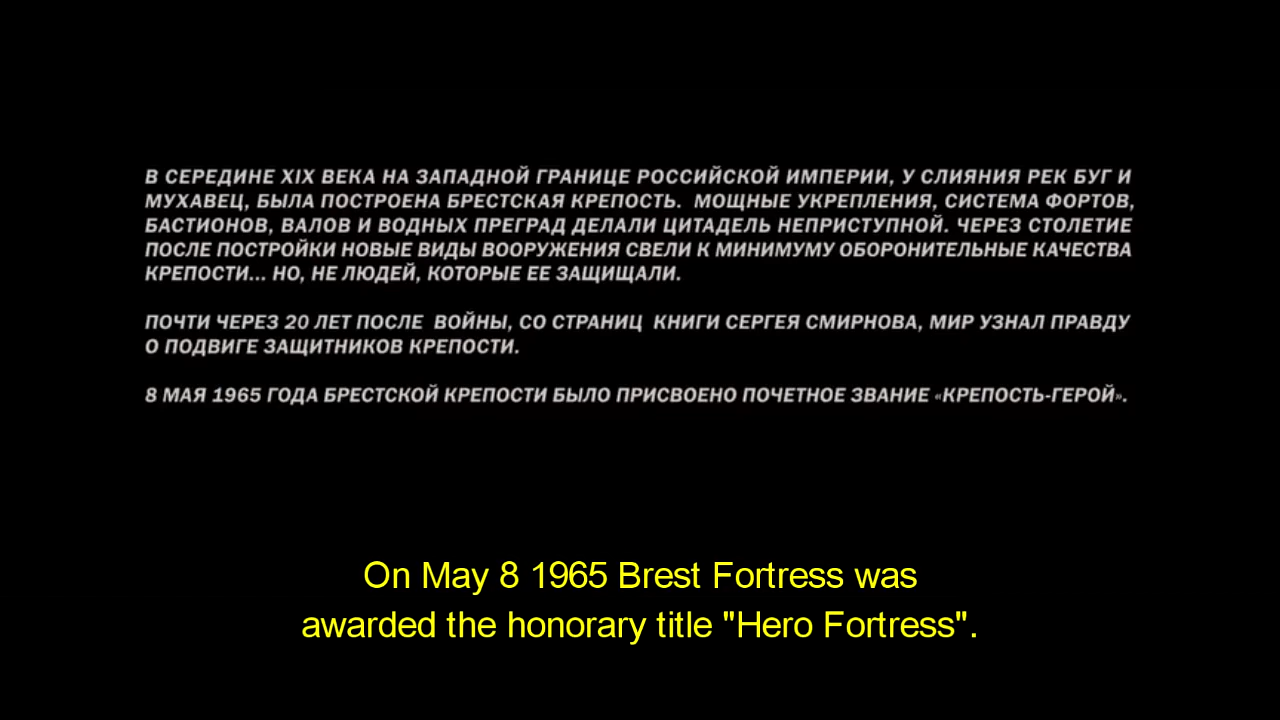 В СЕРЕДИНЕ XIX ВЕКА НА ЗАПАДНОЙ ГРАНИЦЕ РОССИЙСКОЙ ИМПЕРИИ, У СЛИЯНИЯ РЕК БУГ И
МУХАВЕЦ, БЫЛА ПОСТРОЕНА БРЕСТСКАЯ КРЕПОСТЬ. МОЩНЫЕ УКРЕПЛЕНИЯ, СИСТЕМА ФОРТОВ,
БАСТИОНОВ, ВАЛОВ И ВОДНЫХ ПРЕГРАД ДЕЛАЛИ ЦИТАДЕЛЬ НЕПРИСТУПНОЙ. ЧЕРЕЗ СТОЛЕТИЕ
ПОСЛЕ ПОСТРОЙКИ НОВЫЕ ВИДЫ ВООРУЖЕНИЯ СВЕЛИ К МИНИМУМУ ОБОРОНИТЕЛЬНЫЕ КАЧЕСТВА
КРЕПОСТИ... НО, НЕ ЛЮДЕЙ, КОТОРЫЕ ЕЕ ЗАЩИЩАЛИ.
ПОЧТИ ЧЕРЕЗ 20 ЛЕТ ПОСЛЕ ВОЙНЫ, СО СТРАНИЦ КНИГИ СЕРГЕЯ СМИРНОВА, МИР УЗНАЛ ПРАВДУ
О ПОДВИГЕ ЗАЩИТНИКОВ КРЕПОСТИ.
8 МАЯ 1965 ГОДА БРЕСТСКОЙ КРЕПОСТИ БЫЛО ПРИСВОЕНО ПОЧЕТНОЕ ЗВАНИЕ «КРЕПОСТЬ-ГЕРОЙ».
On May 8 1965 Brest Fortress was
awarded the honorary title "Hero Fortress".